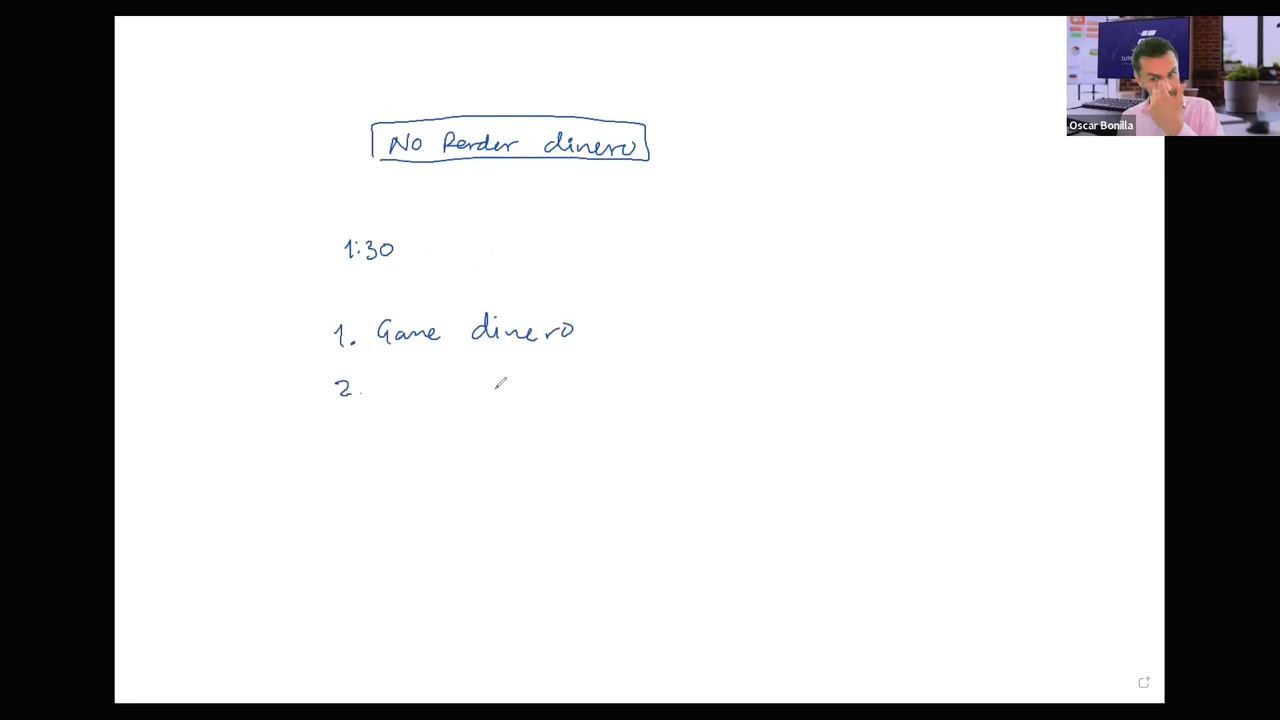 No Perder dinero
1:30
1. Gane dinero
2.
Oscar Bonilla